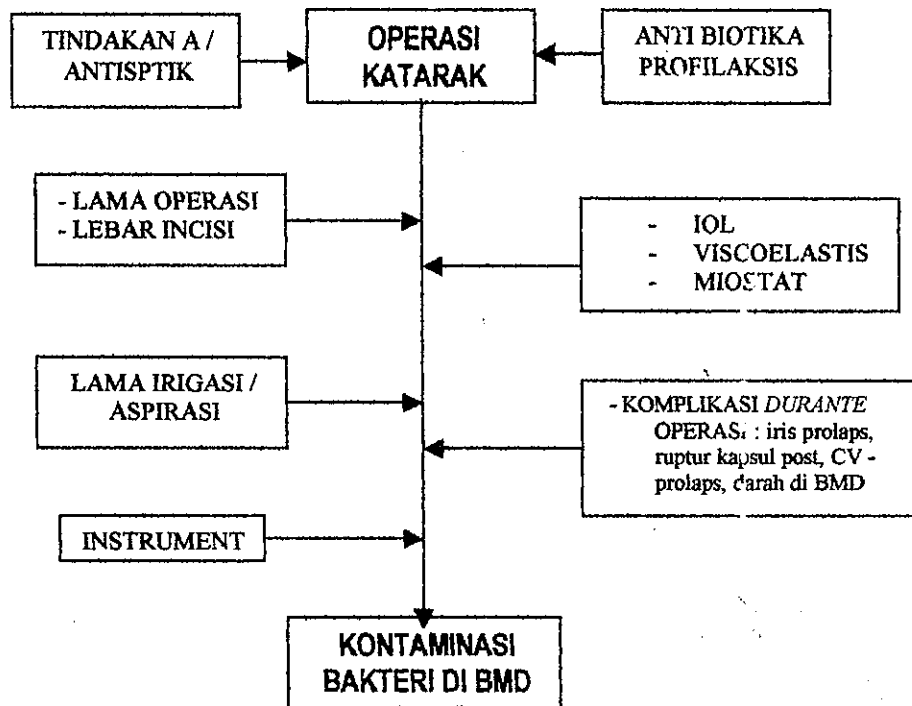 TINDAKAN A /
ANTISPTIK
OPERASI
KATARAK
ANTI BIOTIKA
PROFILAKSIS
- LAMA OPERASI
- LEBAR INCISI
- IOL
- VISCOELASTIS
- MIOSTAT
LAMA IRIGASI /
ASPIRASI
- KOMPLIKASI DURANTE
OPERASI : iris prolaps,
ruptur kapsul post, CV -
prolaps, darah di BMD
INSTRUMENT
KONTAMINASI
BAKTERI DI BMD